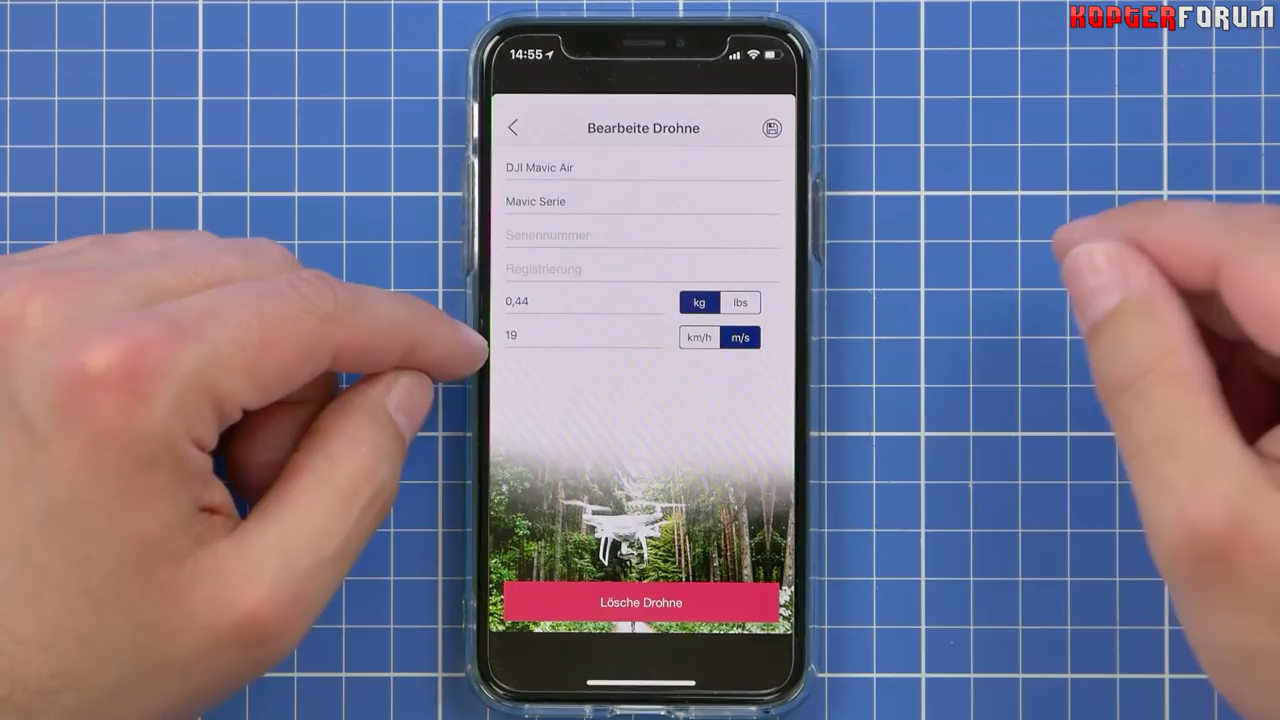 KOPTERFORUM
14:55
Bearbeite Drohne
DJI Mavic Air
Mavic Serie
Seriennummer
Registrierung
0,44 kg lbs
19 km/h m/s
Lösche Drohne